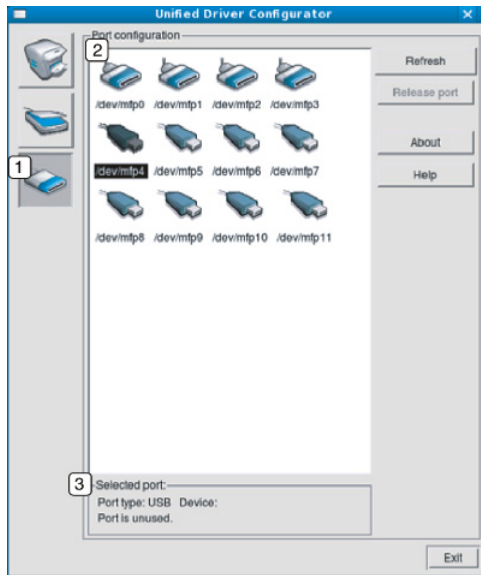 Unified Driver Configurator
Port configuration
2
Refresh
/dev/mfp0 /dev/mfp1 /dev/mfp2 /dev/mfp3
Release port
About
1
/dev/mfp4 /dev/mfp5 /dev/mfp6 /dev/mfp7
Help
/dev/mfp8 /dev/mfp9 /dev/mfp10 /dev/mfp11
3
Selected port:
Port type: USB Device:
Port is unused.
Exit